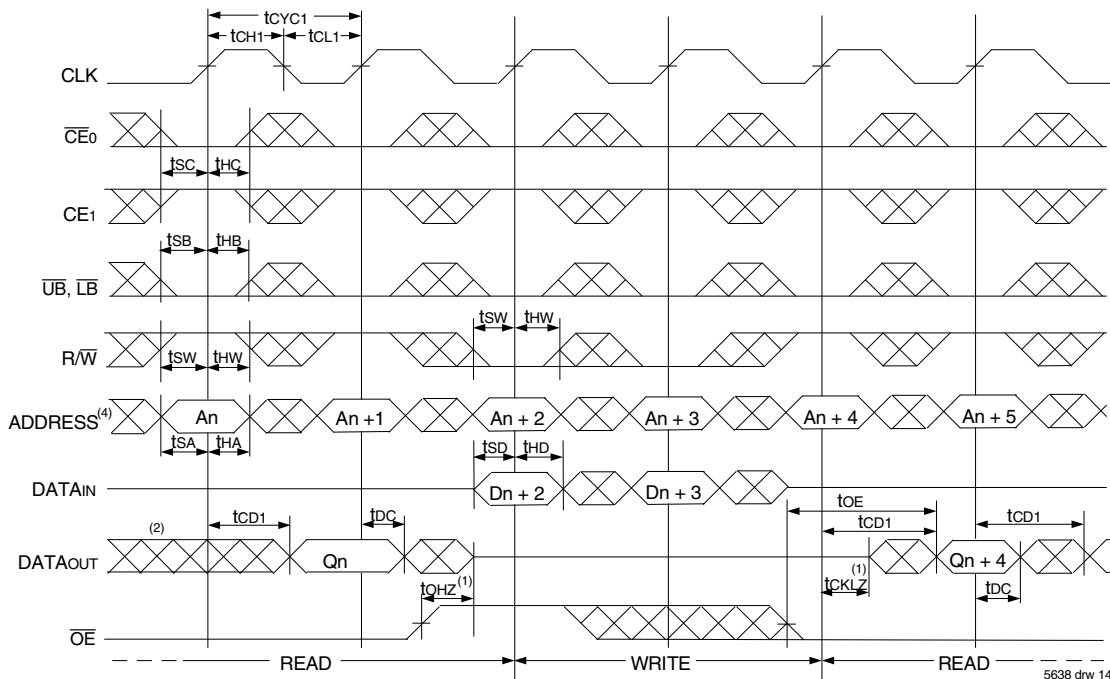 tCYC1
tCH1 tCL1
CLK
CE0
tSC tHC
CE1
tSB tHB
UB, LB
tSW tHW
R/W
tSW tHW
ADDRESS(4) An An + 1 An + 2 An + 3 An + 4 An + 5
tSA tHA tSD tHD
DATAIN Dn + 2 Dn + 3
tOE
(2) tCD1 tDC tCD1 tCD1
DATAOUT Qn Qn + 4
tOHZ(1) tCKLZ(1) tDC
OE
READ WRITE READ
5638 drw 14